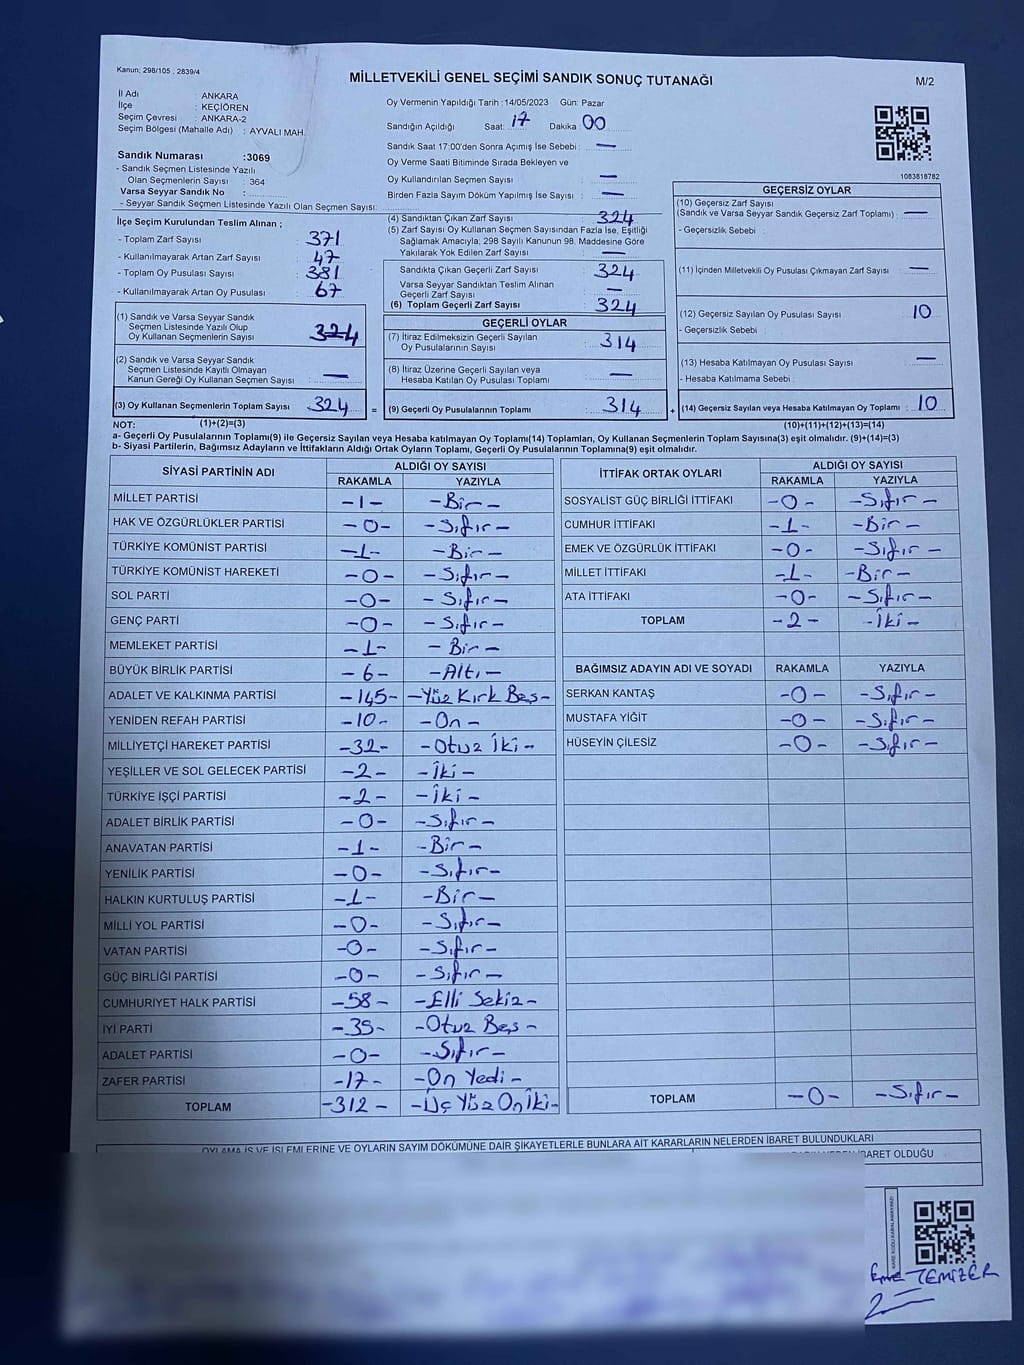 Kanun; 298/105 , 2839/4
MİLLETVEKİLİ GENEL SEÇİMİ SANDIK SONUÇ TUTANAĞI
M/2
İl Adı ANKARA
İlçe : KEÇİÖREN
Seçim Çevresi : ANKARA-2
Seçim Bölgesi (Mahalle Adı) : AYVALI MAH.
Sandık Numarası :3069
- Sandık Seçmen Listesinde Yazılı
Olan Seçmenlerin Sayısı : 364
Varsa Seyyar Sandık No :
- Seyyar Sandık Seçmen Listesinde Yazılı Olan Seçmen Sayısı:
İlçe Seçim Kurulundan Teslim Alınan ;
- Toplam Zarf Sayısı : 371
- Kullanılmayarak Artan Zarf Sayısı : 47
- Toplam Oy Pusulası Sayısı : 381
- Kullanılmayarak Artan Oy Pusulası : 67
(1) Sandık ve Varsa Seyyar Sandık
Seçmen Listesinde Yazılı Olup
Oy Kullanan Seçmenlerin Sayısı : 324
(2) Sandık ve Varsa Seyyar Sandık
Seçmen Listesinde Kayıtlı Olmayan
Kanun Gereği Oy Kullanan Seçmen Sayısı : —
(3) Oy Kullanan Seçmenlerin Toplam Sayısı : 324 =
Oy Vermenin Yapıldığı Tarih :14/05/2023 Gün: Pazar
Sandığın Açıldığı Saat: 17 Dakika 00
Sandık Saat 17:00'den Sonra Açımış İse Sebebi : —
Oy Verme Saati Bitiminde Sırada Bekleyen ve
Oy Kullandırılan Seçmen Sayısı : —
Birden Fazla Sayım Döküm Yapılmış İse Sayısı : —
(4) Sandıktan Çıkan Zarf Sayısı : 324
(5) Zarf Sayısı Oy Kullanan Seçmen Sayısından Fazla İse, Eşitliği
Sağlamak Amacıyla; 298 Sayılı Kanunun 98. Maddesine Göre
Yakılarak Yok Edilen Zarf Sayısı : —
Sandıkta Çıkan Geçerli Zarf Sayısı : 324
Varsa Seyyar Sandıktan Teslim Alınan
Geçerli Zarf Sayısı : —
(6) Toplam Geçerli Zarf Sayısı : 324
GEÇERLİ OYLAR
(7) İtiraz Edilmeksizin Geçerli Sayılan
Oy Pusulalarının Sayısı : 314
(8) İtiraz Üzerine Geçerli Sayılan veya
Hesaba Katılan Oy Pusulası Toplamı : —
(9) Geçerli Oy Pusulalarının Toplamı : 314 +
1083818782
GEÇERSİZ OYLAR
(10) Geçersiz Zarf Sayısı
(Sandık ve Varsa Seyyar Sandık Geçersiz Zarf Toplamı) : —
- Geçersizlik Sebebi :
(11) İçinden Milletvekili Oy Pusulası Çıkmayan Zarf Sayısı : —
(12) Geçersiz Sayılan Oy Pusulası Sayısı : 10
- Geçersizlik Sebebi :
(13) Hesaba Katılmayan Oy Pusulası Sayısı : —
- Hesaba Katılmama Sebebi :
(14) Geçersiz Sayılan veya Hesaba Katılmayan Oy Toplamı : 10
NOT: (1)+(2)=(3) (10)+(11)+(12)+(13)=(14)
a- Geçerli Oy Pusulalarının Toplamı(9) ile Geçersiz Sayılan veya Hesaba katılmayan Oy Toplamı(14) Toplamları, Oy Kullanan Seçmenlerin Toplam Sayısına(3) eşit olmalıdır. (9)+(14)=(3)
b- Siyasi Partilerin, Bağımsız Adayların ve İttifakların Aldığı Ortak Oyların Toplamı, Geçerli Oy Pusulalarının Toplamına(9) eşit olmalıdır.
SİYASİ PARTİNİN ADI ALDIĞI OY SAYISI
RAKAMLA YAZIYLA
MİLLET PARTİSİ -1- -Bir-
HAK VE ÖZGÜRLÜKLER PARTİSİ -0- -Sıfır-
TÜRKİYE KOMÜNİST PARTİSİ -1- -Bir-
TÜRKİYE KOMÜNİST HAREKETİ -0- -Sıfır-
SOL PARTİ -0- -Sıfır-
GENÇ PARTİ -0- -Sıfır-
MEMLEKET PARTİSİ -1- -Bir-
BÜYÜK BİRLİK PARTİSİ -6- -Altı-
ADALET VE KALKINMA PARTİSİ -145- -Yüz Kırk Beş-
YENİDEN REFAH PARTİSİ -10- -On-
MİLLİYETÇİ HAREKET PARTİSİ -32- -Otuz İki-
YEŞİLLER VE SOL GELECEK PARTİSİ -2- -İki-
TÜRKİYE İŞÇİ PARTİSİ -2- -İki-
ADALET BİRLİK PARTİSİ -0- -Sıfır-
ANAVATAN PARTİSİ -1- -Bir-
YENİLİK PARTİSİ -0- -Sıfır-
HALKIN KURTULUŞ PARTİSİ -1- -Bir-
MİLLİ YOL PARTİSİ -0- -Sıfır-
VATAN PARTİSİ -0- -Sıfır-
GÜÇ BİRLİĞİ PARTİSİ -0- -Sıfır-
CUMHURİYET HALK PARTİSİ -58- -Elli Sekiz-
İYİ PARTİ -35- -Otuz Beş-
ADALET PARTİSİ -0- -Sıfır-
ZAFER PARTİSİ -17- -On Yedi-
TOPLAM -312- -Üç Yüz On İki-
İTTİFAK ORTAK OYLARI ALDIĞI OY SAYISI
RAKAMLA YAZIYLA
SOSYALİST GÜÇ BİRLİĞİ İTTİFAKI -0- -Sıfır-
CUMHUR İTTİFAKI -1- -Bir-
EMEK VE ÖZGÜRLÜK İTTİFAKI -0- -Sıfır-
MİLLET İTTİFAKI -1- -Bir-
ATA İTTİFAKI -0- -Sıfır-
TOPLAM -2- -İki-
BAĞIMSIZ ADAYIN ADI VE SOYADI RAKAMLA YAZIYLA
SERKAN KANTAŞ -0- -Sıfır-
MUSTAFA YİĞİT -0- -Sıfır-
HÜSEYİN ÇİLESİZ -0- -Sıfır-
TOPLAM -0- -Sıfır-
OYLAMA İŞ VE İŞLEMLERİNE VE OYLARIN SAYIM DÖKÜMÜNE DAİR ŞİKAYETLERLE BUNLARA AİT KARARLARIN NELERDEN İBARET BULUNDUKLARI
İBARET OLDUĞU
KARE KODU KARALAMAYINIZ!
Emre TEMİZER